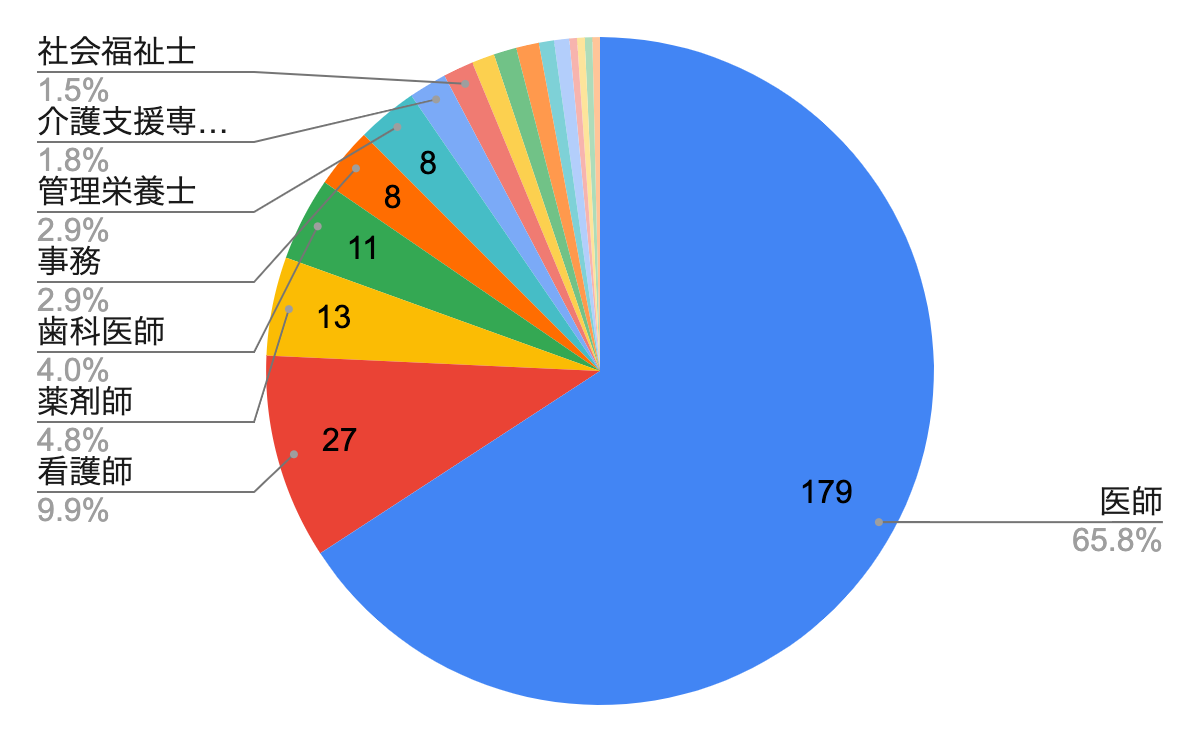 社会福祉士
1.5%
介護支援専…
1.8%
管理栄養士
2.9%
事務
2.9%
歯科医師
4.0%
薬剤師
4.8%
看護師
9.9%
8
8
11
13
27
179
医師
65.8%